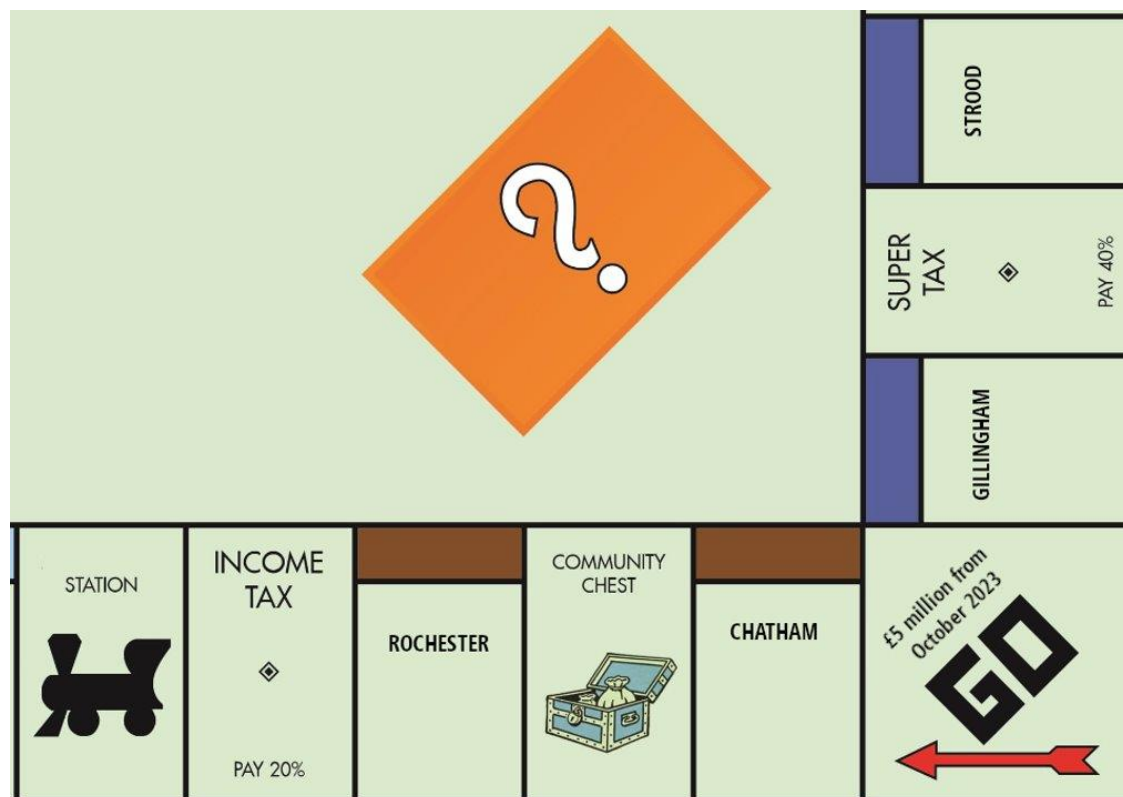 ?
STROOD
SUPER
TAX
PAY 40%
GILLINGHAM
STATION
INCOME
TAX
PAY 20%
ROCHESTER
COMMUNITY
CHEST
CHATHAM
£5 million from
October 2023
GO